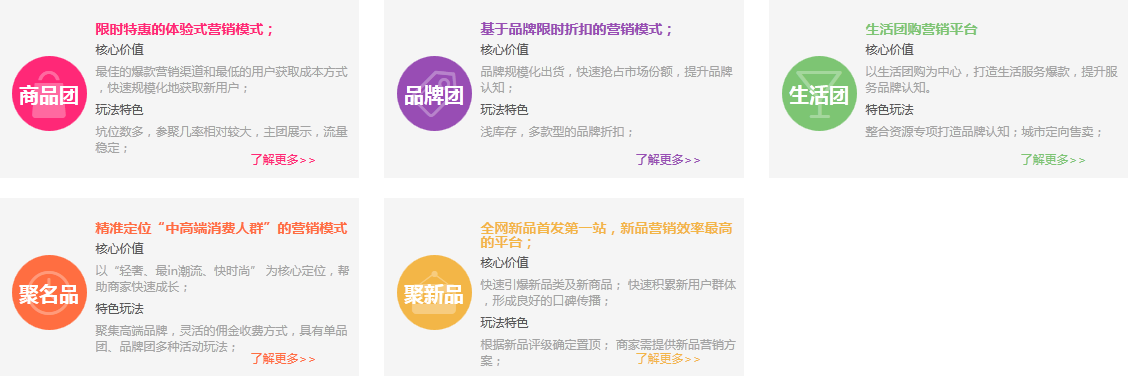 商品团
限时特惠的体验式营销模式；
核心价值
最佳的爆款营销渠道和最低的用户获取成本方式
，快速规模化地获取新用户；
玩法特色
坑位数多，参聚几率相对较大，主团展示，流量
稳定；
了解更多>>
品牌团
基于品牌限时折扣的营销模式；
核心价值
品牌规模化出货，快速抢占市场份额，提升品牌
认知；
玩法特色
浅库存，多款型的品牌折扣；
了解更多>>
生活团
生活团购营销平台
核心价值
以生活团购为中心，打造生活服务爆款，提升服
务品牌认知。
特色玩法
整合资源专项打造品牌认知；城市定向售卖；
了解更多>>
聚名品
精准定位“中高端消费人群”的营销模式
核心价值
以“轻奢、最in潮流、快时尚” 为核心定位，帮
助商家快速成长；
特色玩法
聚集高端品牌，灵活的佣金收费方式，具有单品
团、品牌团多种活动玩法；
了解更多>>
聚新品
全网新品首发第一站，新品营销效率最高
的平台；
核心价值
快速引爆新品类及新商品； 快速积累新用户群体
，形成良好的口碑传播；
玩法特色
根据新品评级确定置顶； 商家需提供新品营销方
案；
了解更多>>